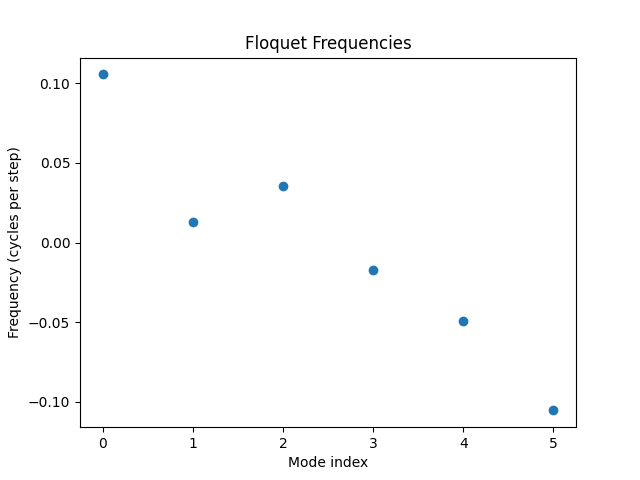 Floquet Frequencies
0.10
0.05
0.00
−0.05
−0.10
Frequency (cycles per step)
0 1 2 3 4 5
Mode index